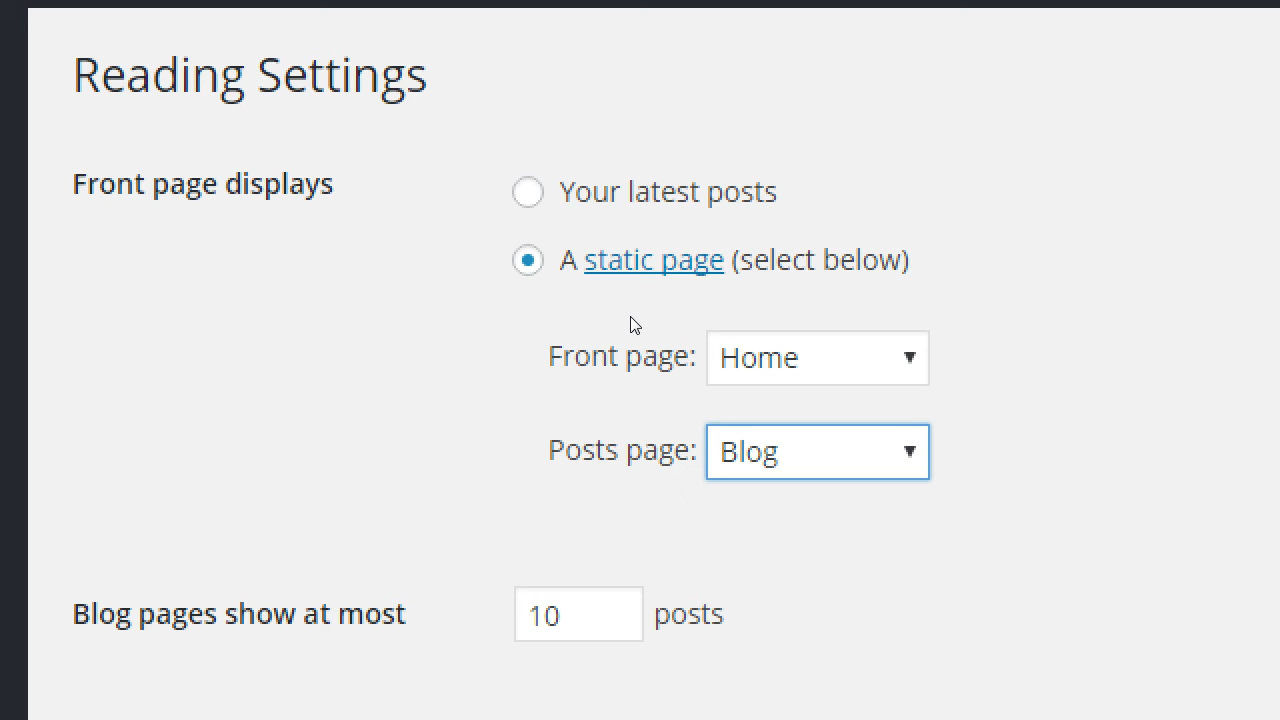 Reading Settings
Front page displays
Your latest posts
A static page (select below)
Front page: Home
Posts page: Blog
Blog pages show at most 10 posts